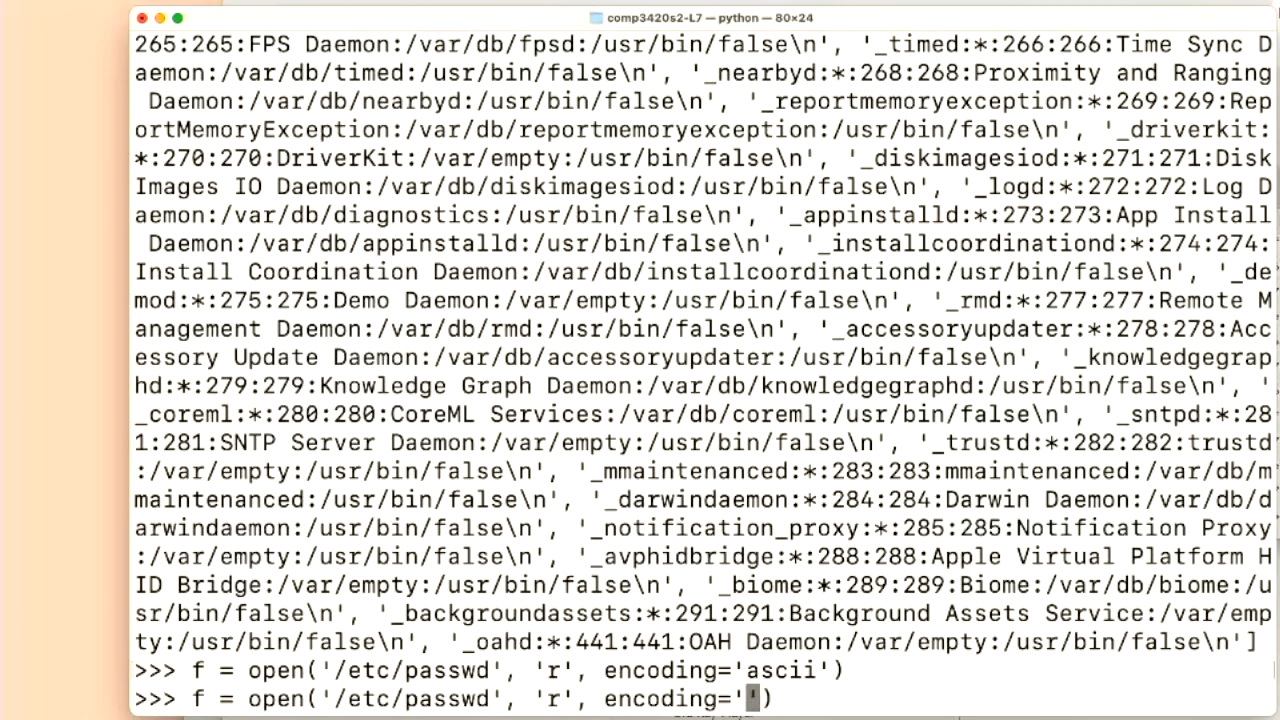 comp3420s2-L7 — python — 80×24
265:265:FPS Daemon:/var/db/fpsd:/usr/bin/false\n', '_timed:*:266:266:Time Sync D
aemon:/var/db/timed:/usr/bin/false\n', '_nearbyd:*:268:268:Proximity and Ranging
 Daemon:/var/db/nearbyd:/usr/bin/false\n', '_reportmemoryexception:*:269:269:Rep
ortMemoryException:/var/db/reportmemoryexception:/usr/bin/false\n', '_driverkit:
*:270:270:DriverKit:/var/empty:/usr/bin/false\n', '_diskimagesiod:*:271:271:Disk
Images IO Daemon:/var/db/diskimagesiod:/usr/bin/false\n', '_logd:*:272:272:Log D
aemon:/var/db/diagnostics:/usr/bin/false\n', '_appinstalld:*:273:273:App Install
 Daemon:/var/db/appinstalld:/usr/bin/false\n', '_installcoordinationd:*:274:274:
Install Coordination Daemon:/var/db/installcoordinationd:/usr/bin/false\n', '_de
mod:*:275:275:Demo Daemon:/var/empty:/usr/bin/false\n', '_rmd:*:277:277:Remote M
anagement Daemon:/var/db/rmd:/usr/bin/false\n', '_accessoryupdater:*:278:278:Acc
essory Update Daemon:/var/db/accessoryupdater:/usr/bin/false\n', '_knowledgegrap
hd:*:279:279:Knowledge Graph Daemon:/var/db/knowledgegraphd:/usr/bin/false\n', '
_coreml:*:280:280:CoreML Services:/var/db/coreml:/usr/bin/false\n', '_sntpd:*:28
1:281:SNTP Server Daemon:/var/empty:/usr/bin/false\n', '_trustd:*:282:282:trustd
:/var/empty:/usr/bin/false\n', '_mmaintenanced:*:283:283:mmaintenanced:/var/db/m
maintenanced:/usr/bin/false\n', '_darwindaemon:*:284:284:Darwin Daemon:/var/db/d
arwindaemon:/usr/bin/false\n', '_notification_proxy:*:285:285:Notification Proxy
:/var/empty:/usr/bin/false\n', '_avphidbridge:*:288:288:Apple Virtual Platform H
ID Bridge:/var/empty:/usr/bin/false\n', '_biome:*:289:289:Biome:/var/db/biome:/u
sr/bin/false\n', '_backgroundassets:*:291:291:Background Assets Service:/var/emp
ty:/usr/bin/false\n', '_oahd:*:441:441:OAH Daemon:/var/empty:/usr/bin/false\n']
>>> f = open('/etc/passwd', 'r', encoding='ascii')
>>> f = open('/etc/passwd', 'r', encoding='')